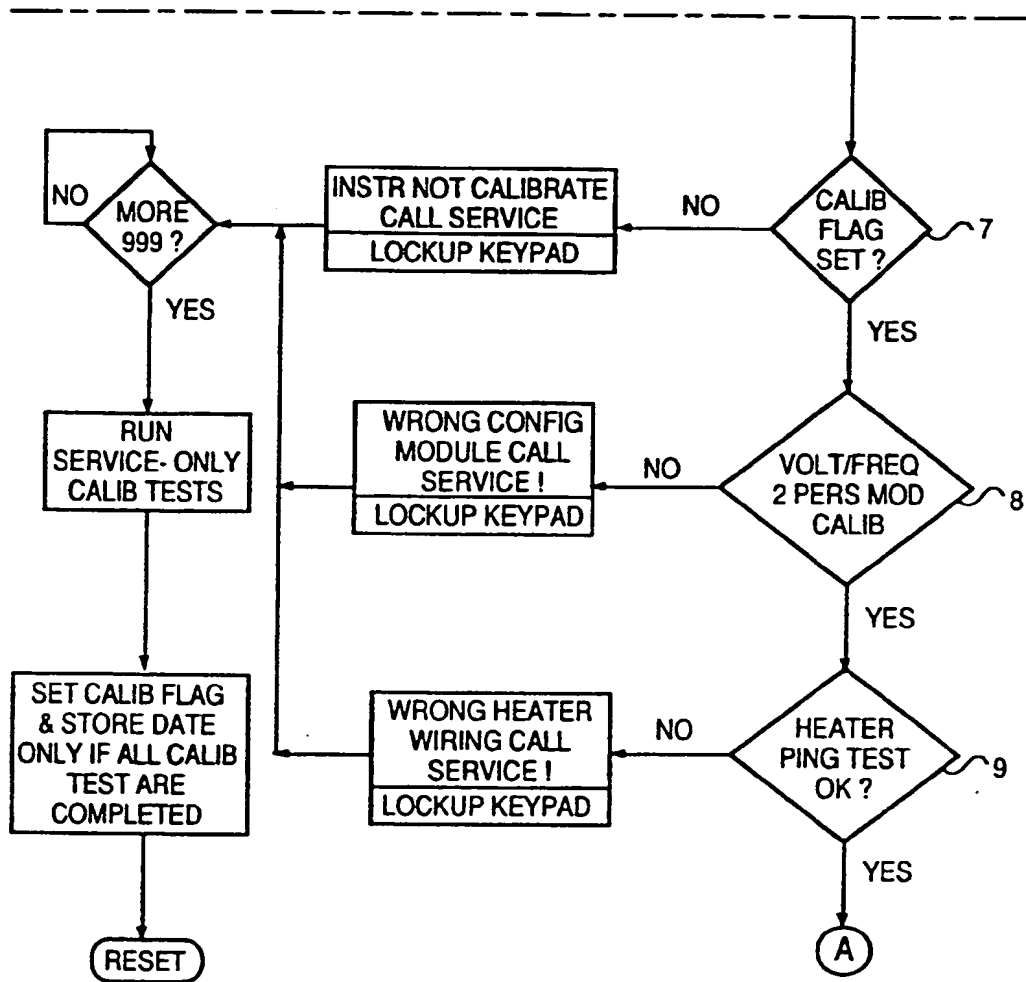 NO
MORE
999 ?
YES
INSTR NOT CALIBRATE
CALL SERVICE
LOCKUP KEYPAD
NO
CALIB
FLAG
SET ?
7
YES
RUN
SERVICE- ONLY
CALIB TESTS
WRONG CONFIG
MODULE CALL
SERVICE !
LOCKUP KEYPAD
NO
VOLT/FREQ
2 PERS MOD
CALIB
8
YES
SET CALIB FLAG
& STORE DATE
ONLY IF ALL CALIB
TEST ARE
COMPLETED
WRONG HEATER
WIRING CALL
SERVICE !
LOCKUP KEYPAD
NO
HEATER
PING TEST
OK ?
9
YES
RESET
A